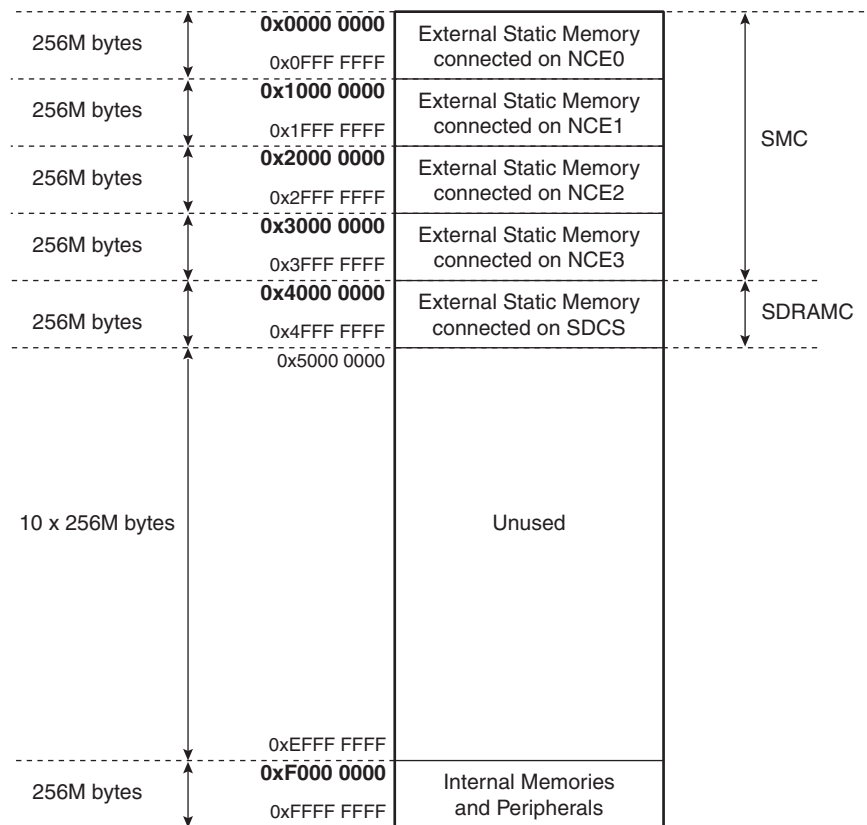 256M bytes
0x0000 0000
0x0FFF FFFF
External Static Memory
connected on NCE0
256M bytes
0x1000 0000
0x1FFF FFFF
External Static Memory
connected on NCE1
SMC
256M bytes
0x2000 0000
0x2FFF FFFF
External Static Memory
connected on NCE2
256M bytes
0x3000 0000
0x3FFF FFFF
External Static Memory
connected on NCE3
256M bytes
0x4000 0000
0x4FFF FFFF
External Static Memory
connected on SDCS
SDRAMC
0x5000 0000
10 x 256M bytes
Unused
0xEFFF FFFF
256M bytes
0xF000 0000
0xFFFF FFFF
Internal Memories
and Peripherals